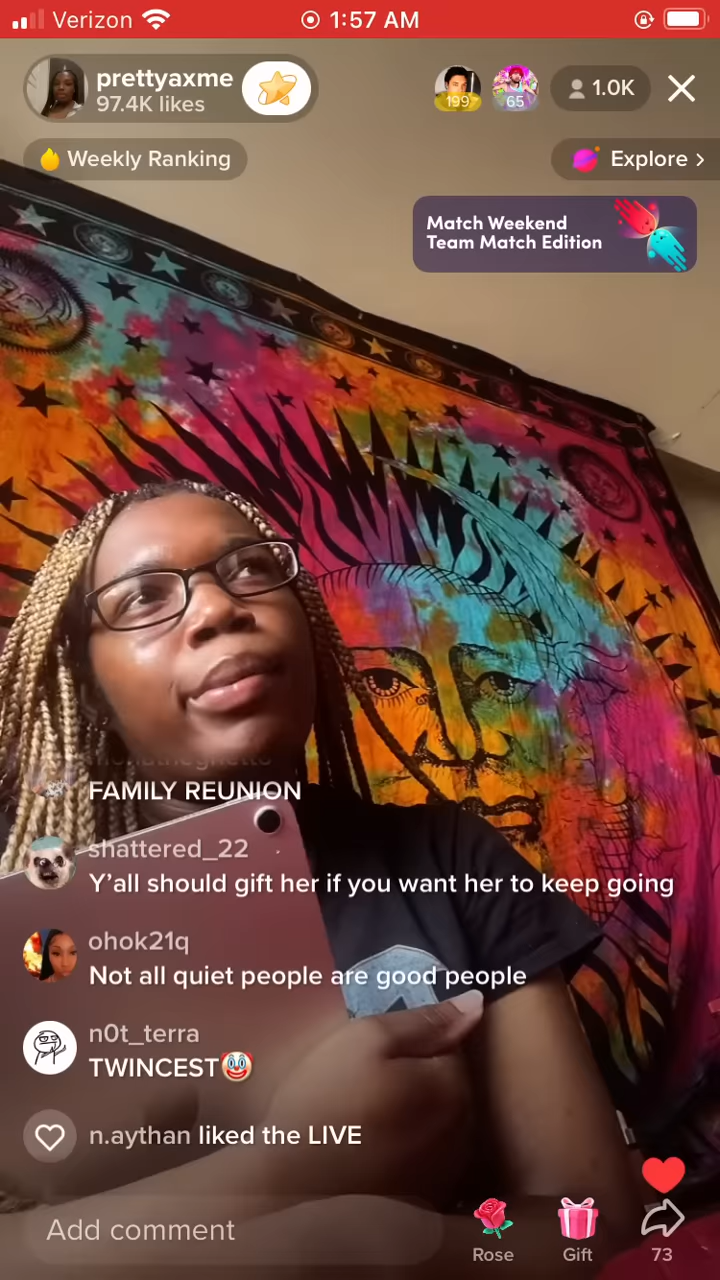 Verizon 1:57 AM
prettyaxme
97.4K likes
199
65
1.0K
Weekly Ranking
Explore >
Match Weekend
Team Match Edition
FAMILY REUNION
shattered_22
Y'all should gift her if you want her to keep going
ohok21q
Not all quiet people are good people
n0t_terra
TWINCEST🤡
n.aythan liked the LIVE
Add comment
Rose
Gift
73